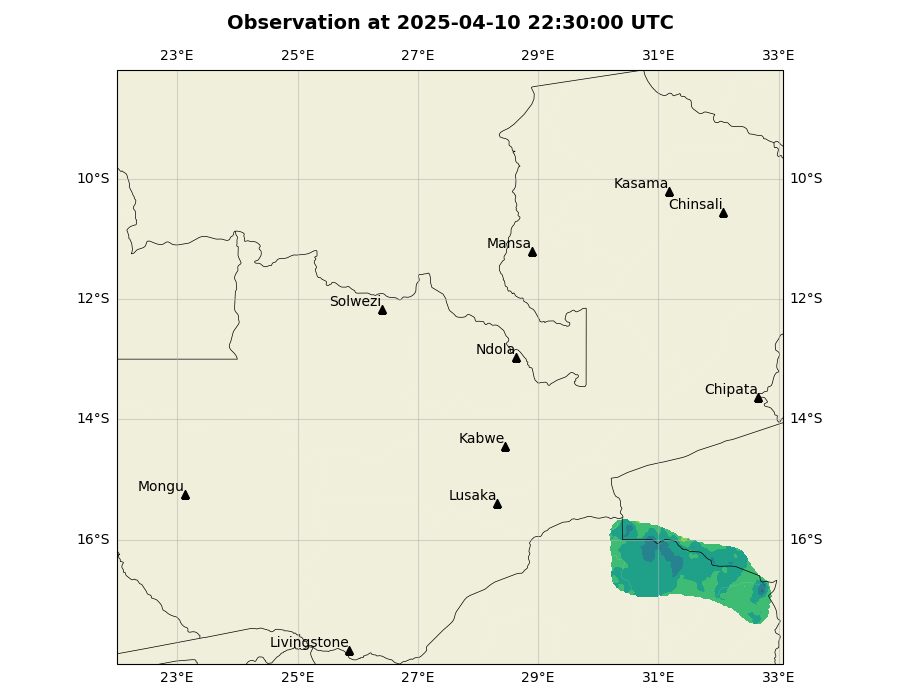 Observation at 2025-04-10 22:30:00 UTC
23°E 25°E 27°E 29°E 31°E 33°E
10°S 10°S
Kasama
Chinsali
Mansa
12°S 12°S
Solwezi
Ndola
Chipata
14°S 14°S
Kabwe
Mongu
Lusaka
16°S 16°S
Livingstone
23°E 25°E 27°E 29°E 31°E 33°E